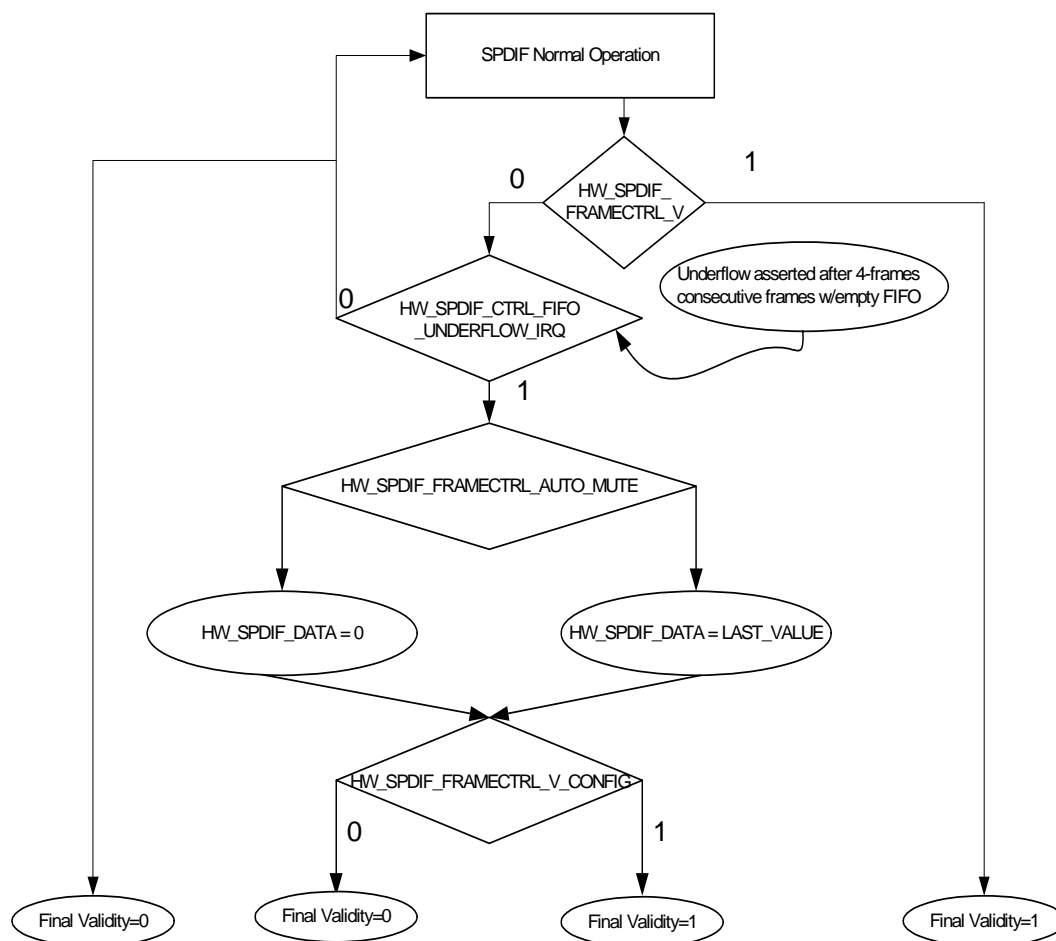 SPDIF Normal Operation
1
0
HW_SPDIF_
FRAMECTRL_V
Underflow asserted after 4-frames
consecutive frames w/empty FIFO
0
HW_SPDIF_CTRL_FIFO
_UNDERFLOW_IRQ
1
HW_SPDIF_FRAMECTRL_AUTO_MUTE
HW_SPDIF_DATA = 0
HW_SPDIF_DATA = LAST_VALUE
HW_SPDIF_FRAMECTRL_V_CONFIG
0
1
Final Validity=0
Final Validity=0
Final Validity=1
Final Validity=1